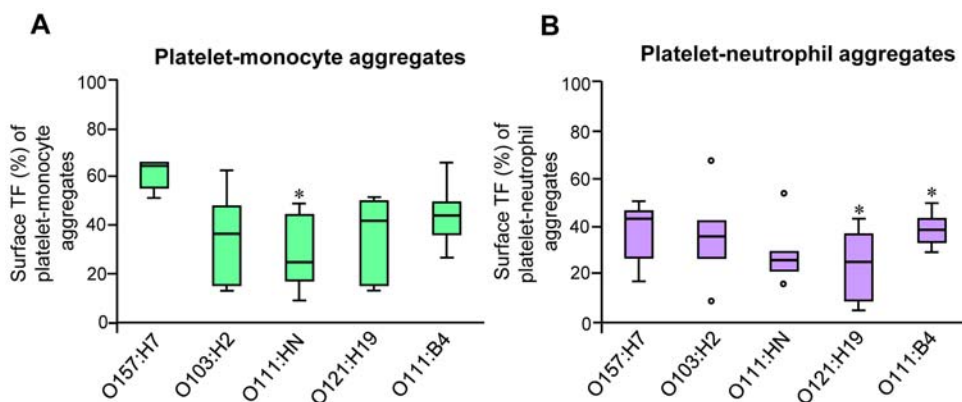 A
Platelet-monocyte aggregates
Surface TF (%) of
platelet-monocyte
aggregates
100
80
60
40
20
0
*
O157:H7
O103:H2
O111:HN
O121:H19
O111:B4
B
Platelet-neutrophil aggregates
Surface TF (%) of
platelet-neutrophil
aggregates
100
80
60
40
20
0
*
*
O157:H7
O103:H2
O111:HN
O121:H19
O111:B4